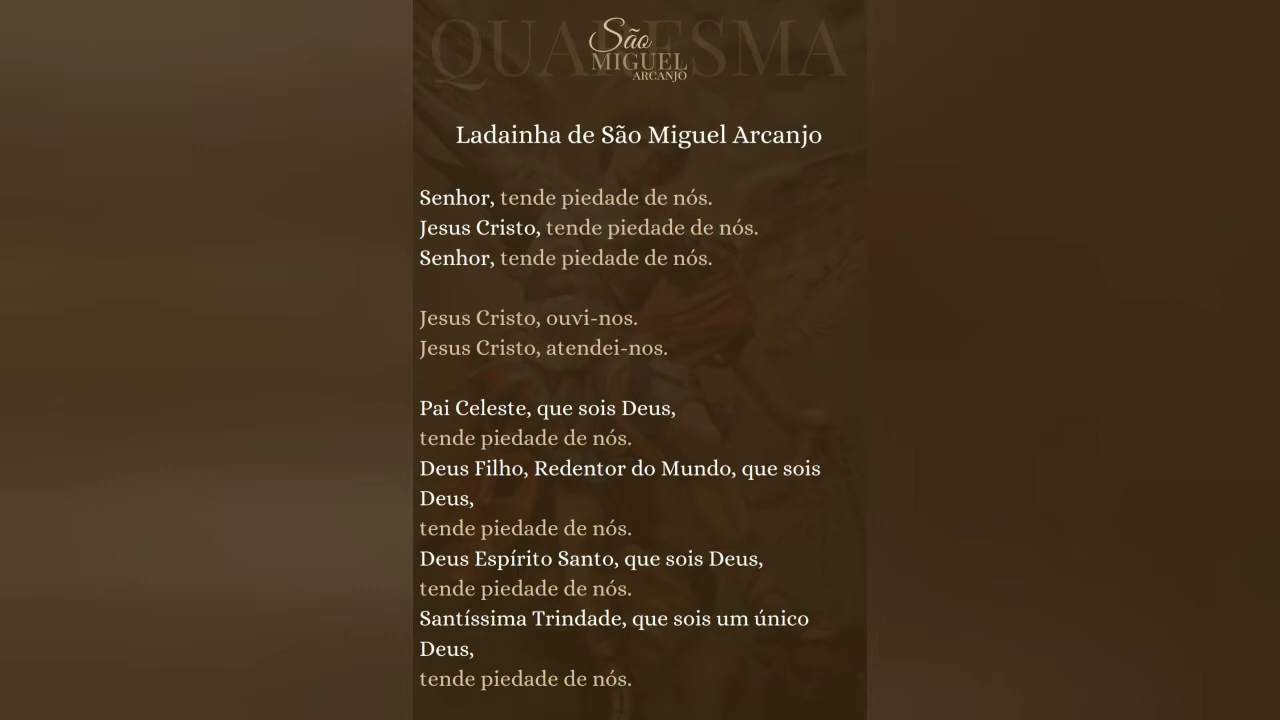 QUARESMA
São
MIGUEL
ARCANJO
Ladainha de São Miguel Arcanjo
Senhor, tende piedade de nós.
Jesus Cristo, tende piedade de nós.
Senhor, tende piedade de nós.
Jesus Cristo, ouvi-nos.
Jesus Cristo, atendei-nos.
Pai Celeste, que sois Deus,
tende piedade de nós.
Deus Filho, Redentor do Mundo, que sois
Deus,
tende piedade de nós.
Deus Espírito Santo, que sois Deus,
tende piedade de nós.
Santíssima Trindade, que sois um único
Deus,
tende piedade de nós.